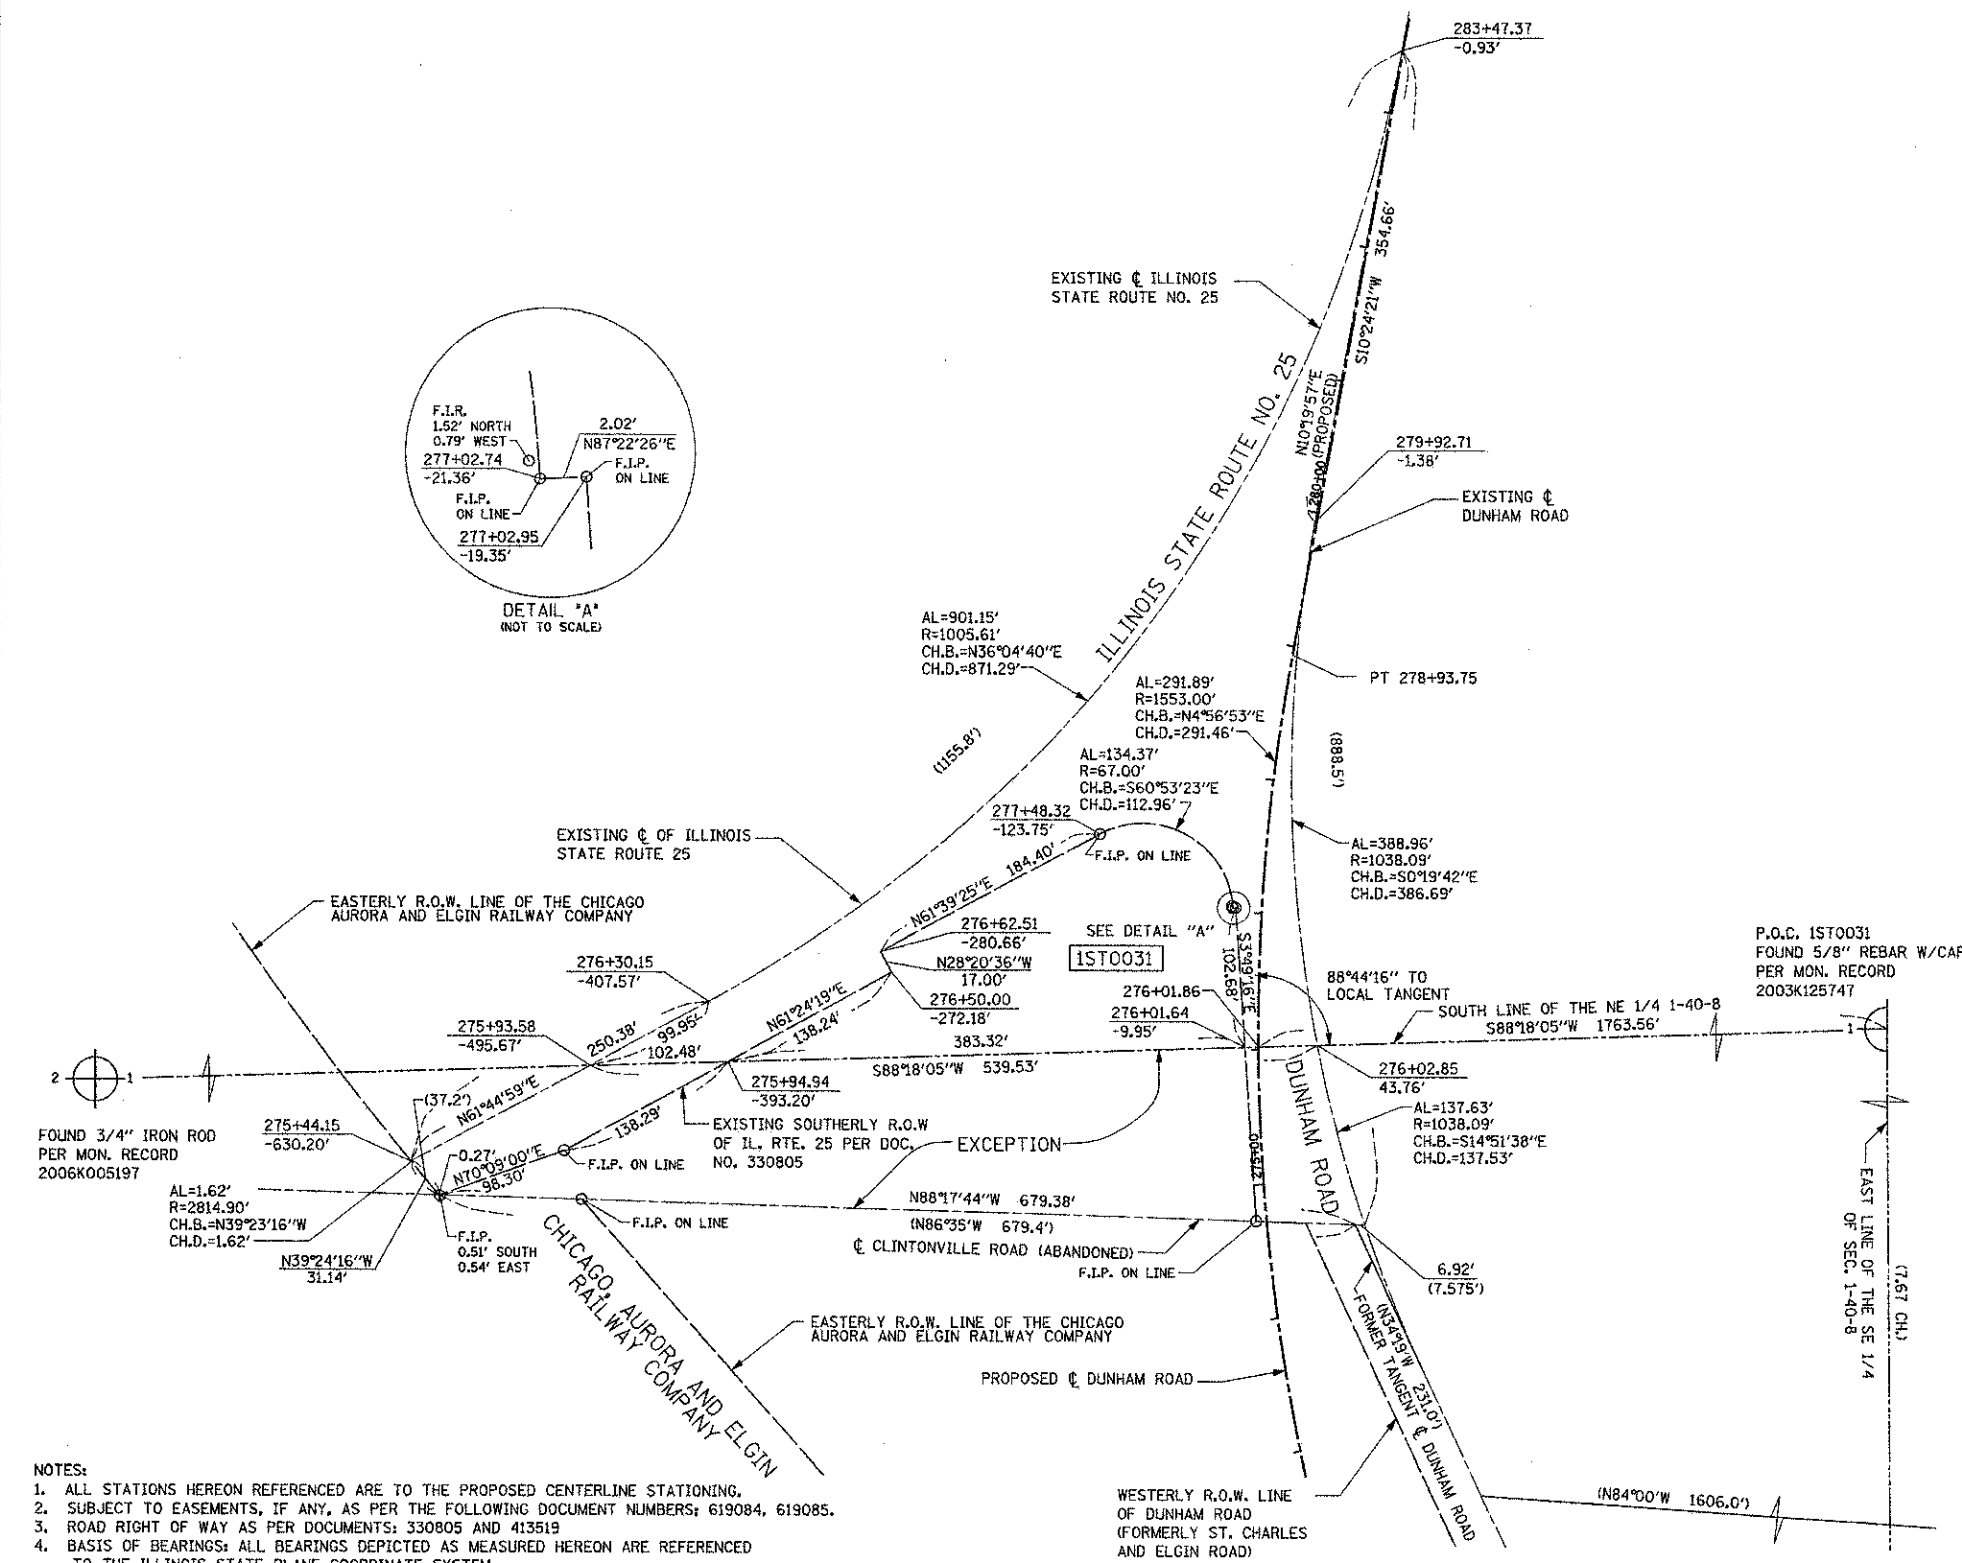 283+47.37
-0.93'
EXISTING ℄ ILLINOIS
STATE ROUTE NO. 25
S10°24'21"W 354.66'
N10°19'57"E
(PROPOSED)
280+00
279+92.71
-1.38'
EXISTING ℄
DUNHAM ROAD
ILLINOIS STATE ROUTE NO. 25
F.I.R.
1.52' NORTH
0.79' WEST
277+02.74
-21.36'
F.I.P.
ON LINE
277+02.95
-19.35'
2.02'
N87°22'26"E
F.I.P.
ON LINE
DETAIL "A"
(NOT TO SCALE)
AL=901.15'
R=1005.61'
CH.B.=N36°04'40"E
CH.D.=871.29'
PT 278+93.75
AL=291.89'
R=1553.00'
CH.B.=N4°56'53"E
CH.D.=291.46'
(1155.8')
(888.5')
AL=134.37'
R=67.00'
CH.B.=S60°53'23"E
CH.D.=112.96'
277+48.32
-123.75'
F.I.P. ON LINE
EXISTING ℄ OF ILLINOIS
STATE ROUTE 25
AL=388.96'
R=1038.09'
CH.B.=S0°19'42"E
CH.D.=386.69'
EASTERLY R.O.W. LINE OF THE CHICAGO
AURORA AND ELGIN RAILWAY COMPANY
N61°39'25"E 184.40'
276+62.51
-280.66'
N28°20'36"W
17.00'
276+50.00
-272.18'
SEE DETAIL "A"
1ST0031
S3°49'16"E
102.68'
88°44'16" TO
LOCAL TANGENT
P.O.C. 1ST0031
FOUND 5/8" REBAR W/CAP
PER MON. RECORD
2003K125747
276+30.15
-407.57'
276+01.86
276+01.64
-9.95'
SOUTH LINE OF THE NE 1/4 1-40-8
S88°18'05"W 1763.56'
1
275+93.58
-495.67'
250.38'
99.95'
102.48'
N61°24'19"E
138.24'
383.32'
S88°18'05"W 539.53'
2
1
276+02.85
43.76'
275+94.94
-393.20'
(37.2')
N61°44'59"E
275+44.15
-630.20'
FOUND 3/4" IRON ROD
PER MON. RECORD
2006K005197
138.29'
EXISTING SOUTHERLY R.O.W
OF IL. RTE. 25 PER DOC.
NO. 330805
EXCEPTION
275+00
DUNHAM ROAD
AL=137.63'
R=1038.09'
CH.B.=S14°51'38"E
CH.D.=137.53'
0.27'
N70°09'00"E
98.30'
F.I.P. ON LINE
AL=1.62'
R=2814.90'
CH.B.=N39°23'16"W
CH.D.=1.62'
N39°24'16"W
31.14'
F.I.P.
0.51' SOUTH
0.54' EAST
F.I.P. ON LINE
N88°17'44"W 679.38'
(N86°35'W 679.4')
℄ CLINTONVILLE ROAD (ABANDONED)
F.I.P. ON LINE
6.92'
(7.575')
EAST LINE OF THE SE 1/4
OF SEC. 1-40-8
(7.67 CH.)
CHICAGO, AURORA AND ELGIN
RAILWAY COMPANY
EASTERLY R.O.W. LINE OF THE CHICAGO
AURORA AND ELGIN RAILWAY COMPANY
PROPOSED ℄ DUNHAM ROAD
(N34°19'W 231.0')
FORMER TANGENT ℄ DUNHAM ROAD
WESTERLY R.O.W. LINE
OF DUNHAM ROAD
(FORMERLY ST. CHARLES
AND ELGIN ROAD)
(N84°00'W 1606.0')
NOTES:
1. ALL STATIONS HEREON REFERENCED ARE TO THE PROPOSED CENTERLINE STATIONING.
2. SUBJECT TO EASEMENTS, IF ANY, AS PER THE FOLLOWING DOCUMENT NUMBERS: 619084, 619085.
3. ROAD RIGHT OF WAY AS PER DOCUMENTS: 330805 AND 413519
4. BASIS OF BEARINGS: ALL BEARINGS DEPICTED AS MEASURED HEREON ARE REFERENCED
TO THE ILLINOIS STATE PLANE COORDINATE SYSTEM